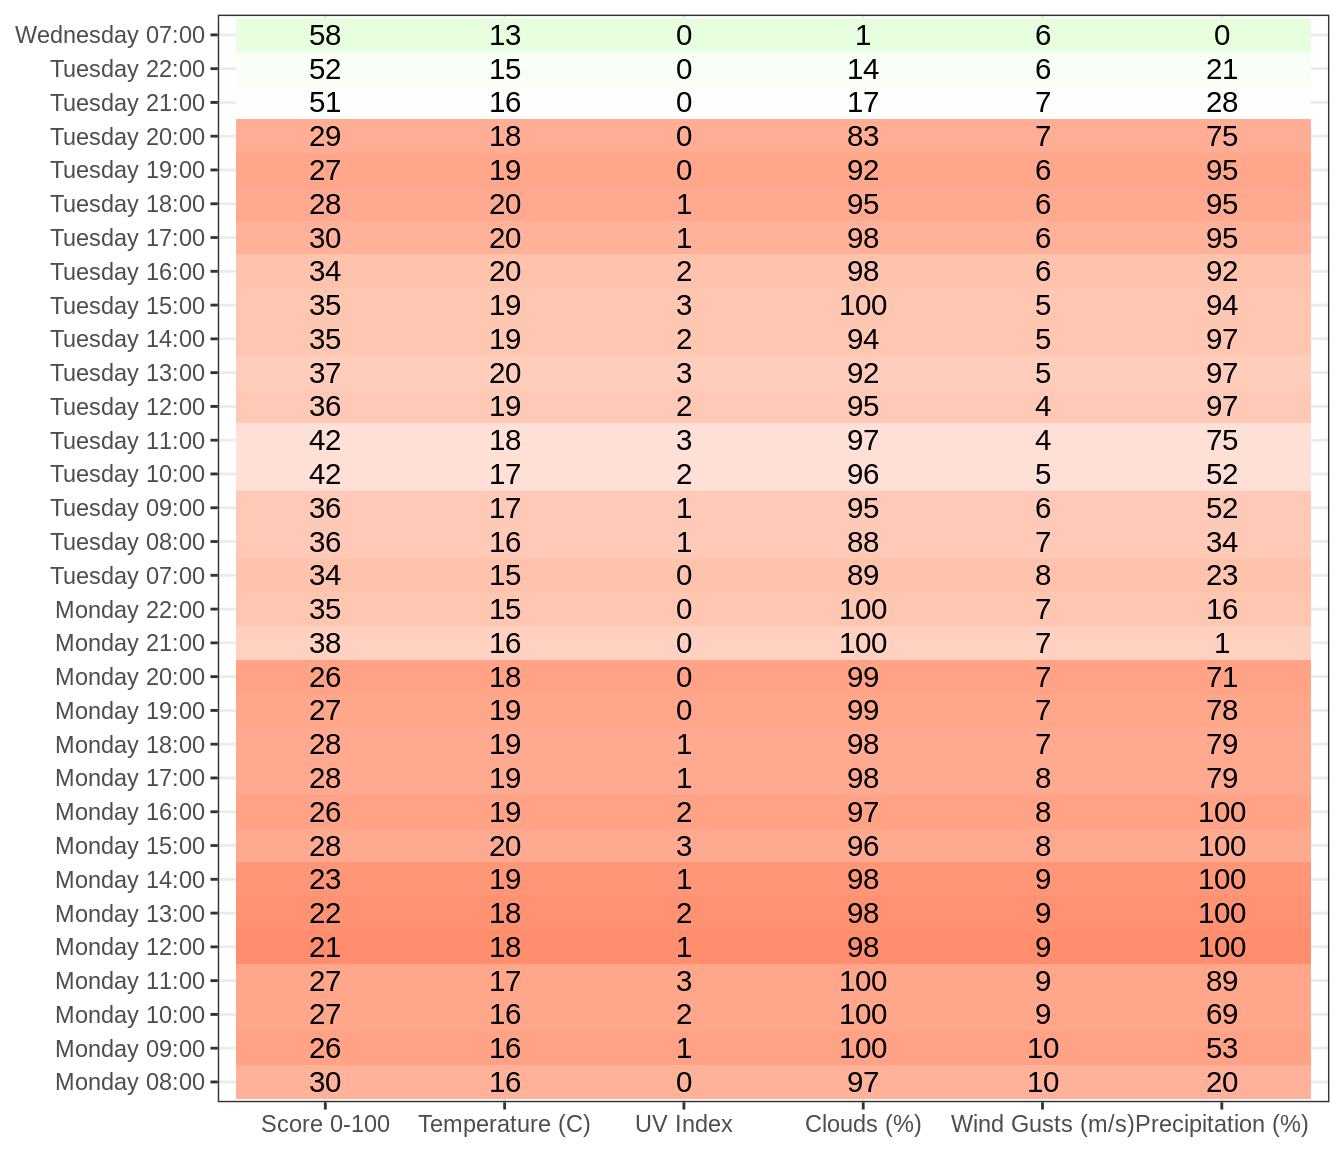 Wednesday 07:00 58 13 0 1 6 0
Tuesday 22:00 52 15 0 14 6 21
Tuesday 21:00 51 16 0 17 7 28
Tuesday 20:00 29 18 0 83 7 75
Tuesday 19:00 27 19 0 92 6 95
Tuesday 18:00 28 20 1 95 6 95
Tuesday 17:00 30 20 1 98 6 95
Tuesday 16:00 34 20 2 98 6 92
Tuesday 15:00 35 19 3 100 5 94
Tuesday 14:00 35 19 2 94 5 97
Tuesday 13:00 37 20 3 92 5 97
Tuesday 12:00 36 19 2 95 4 97
Tuesday 11:00 42 18 3 97 4 75
Tuesday 10:00 42 17 2 96 5 52
Tuesday 09:00 36 17 1 95 6 52
Tuesday 08:00 36 16 1 88 7 34
Tuesday 07:00 34 15 0 89 8 23
Monday 22:00 35 15 0 100 7 16
Monday 21:00 38 16 0 100 7 1
Monday 20:00 26 18 0 99 7 71
Monday 19:00 27 19 0 99 7 78
Monday 18:00 28 19 1 98 7 79
Monday 17:00 28 19 1 98 8 79
Monday 16:00 26 19 2 97 8 100
Monday 15:00 28 20 3 96 8 100
Monday 14:00 23 19 1 98 9 100
Monday 13:00 22 18 2 98 9 100
Monday 12:00 21 18 1 98 9 100
Monday 11:00 27 17 3 100 9 89
Monday 10:00 27 16 2 100 9 69
Monday 09:00 26 16 1 100 10 53
Monday 08:00 30 16 0 97 10 20
Score 0-100 Temperature (C) UV Index Clouds (%) Wind Gusts (m/s) Precipitation (%)